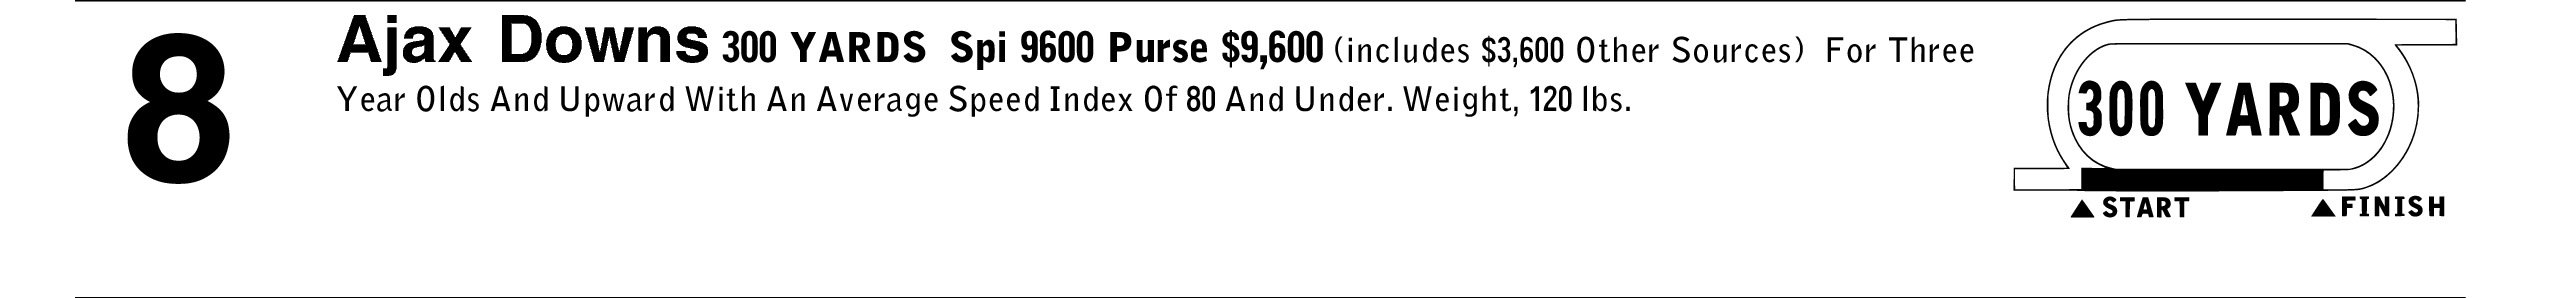 8
Ajax Downs 300 YARDS Spi 9600 Purse $9,600 (includes $3,600 Other Sources) For Three
Year Olds And Upward With An Average Speed Index Of 80 And Under. Weight, 120 lbs.
300 YARDS
▲ START ▲ FINISH